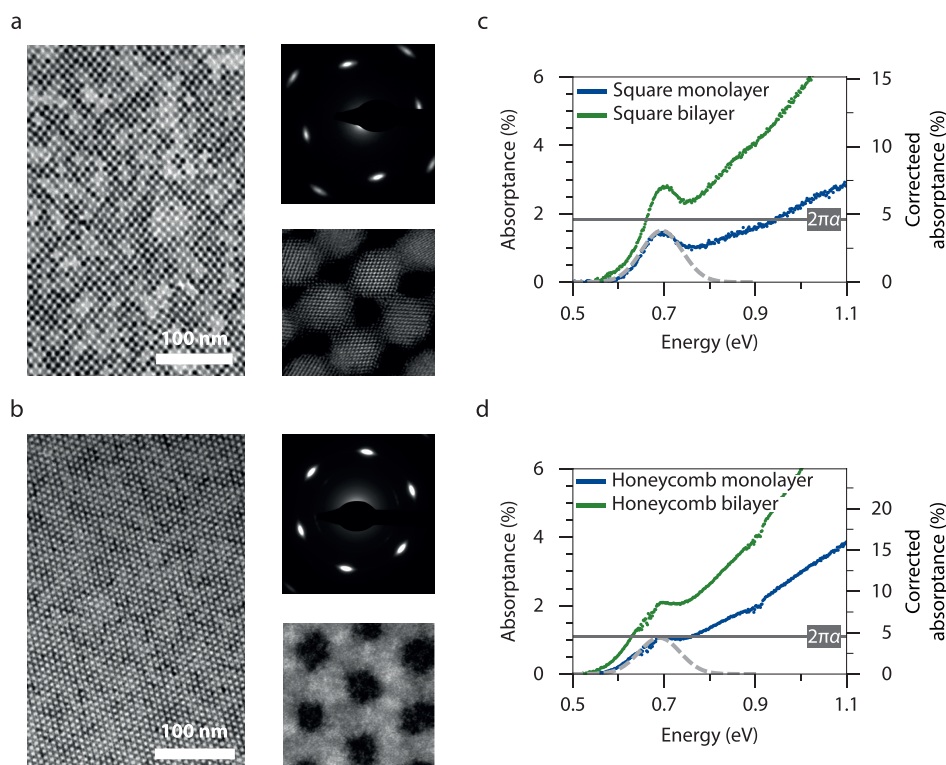 a
100 nm
b
100 nm
c
6
4
2
0
Absorptance (%)
Square monolayer
Square bilayer
2πα
15
10
5
0
Correcteed
absorptance (%)
0.5
0.7
0.9
1.1
Energy (eV)
d
6
4
2
0
Absorptance (%)
Honeycomb monolayer
Honeycomb bilayer
2πα
20
15
10
5
0
Corrected
absorptance (%)
0.5
0.7
0.9
1.1
Energy (eV)